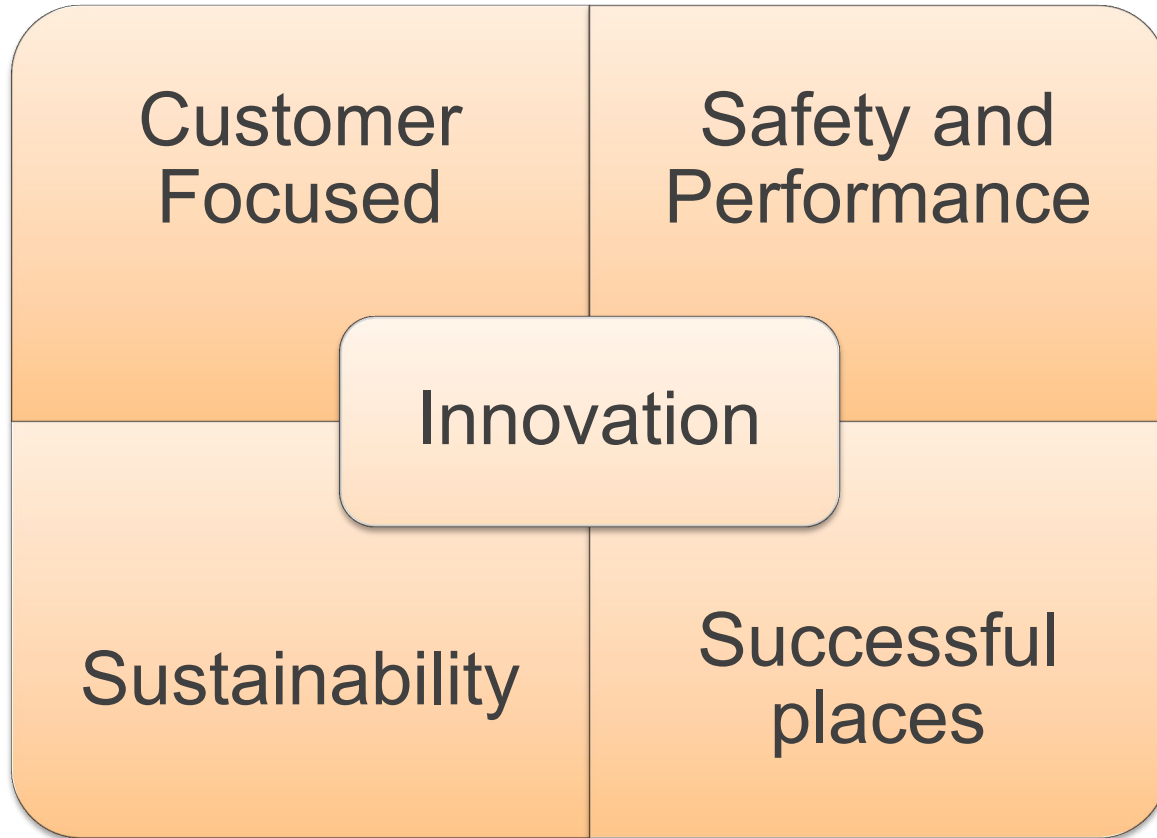 Customer
Focused
Safety and
Performance
Innovation
Sustainability
Successful
places